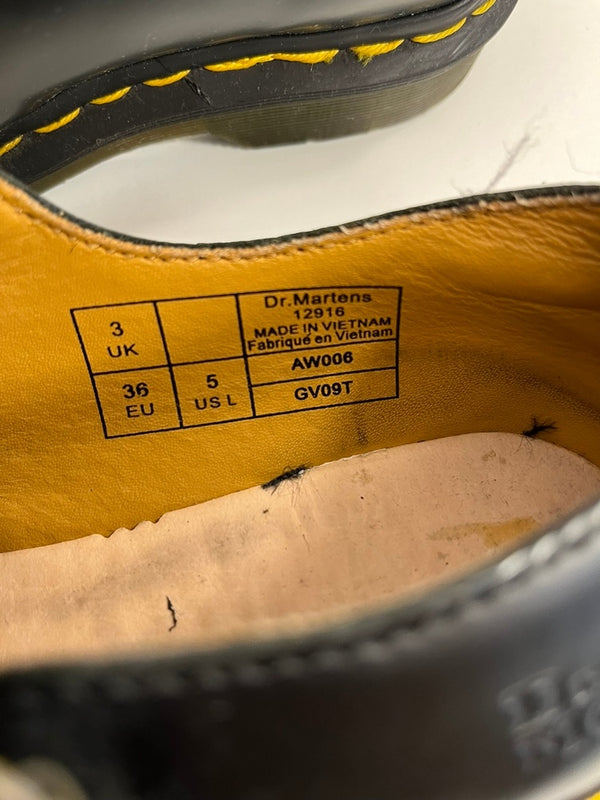 3
UK
Dr.Martens
12916
MADE IN VIETNAM
Fabriqué en Vietnam
36
EU
5
US L
AW006
GV09T